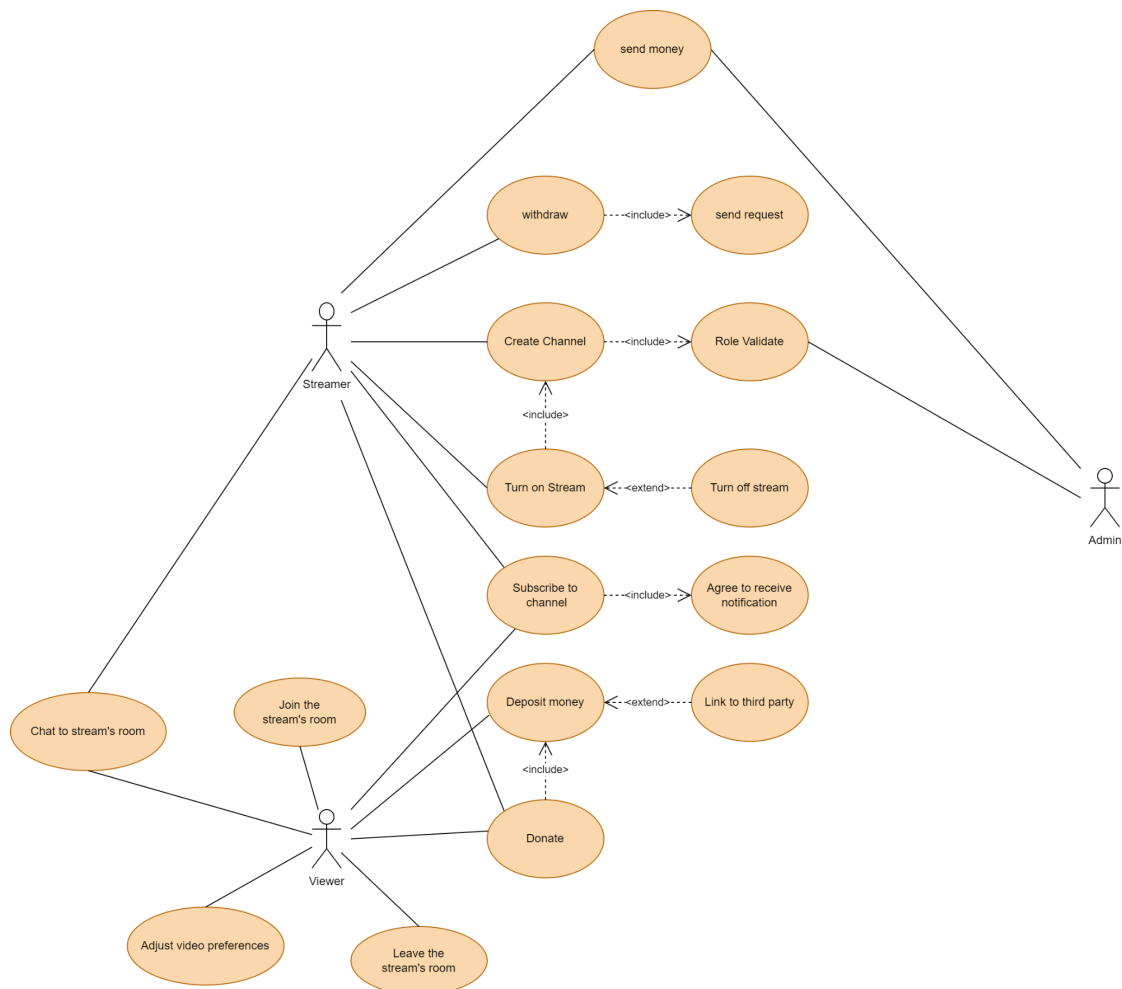 send money
withdraw
<include>
send request
Streamer
Create Channel
<include>
Role Validate
<include>
Turn on Stream
<extend>
Turn off stream
Admin
Subscribe to
channel
<include>
Agree to receive
notification
Chat to stream's room
Join the
stream's room
Deposit money
<extend>
Link to third party
<include>
Viewer
Donate
Adjust video preferences
Leave the
stream's room